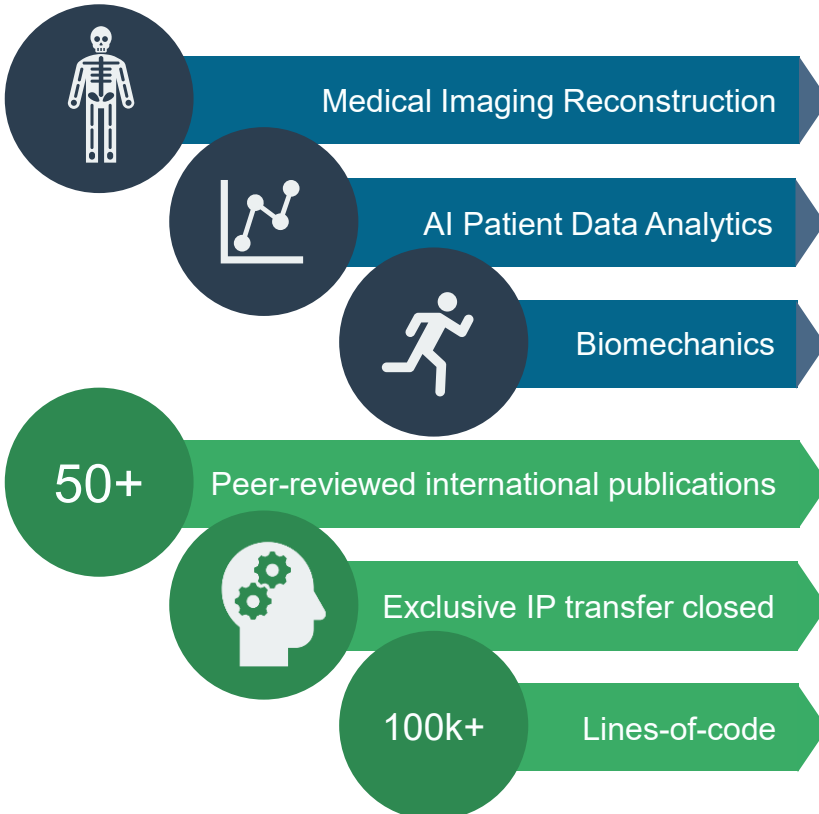 Medical Imaging Reconstruction
AI Patient Data Analytics
Biomechanics
50+ Peer-reviewed international publications
Exclusive IP transfer closed
100k+ Lines-of-code